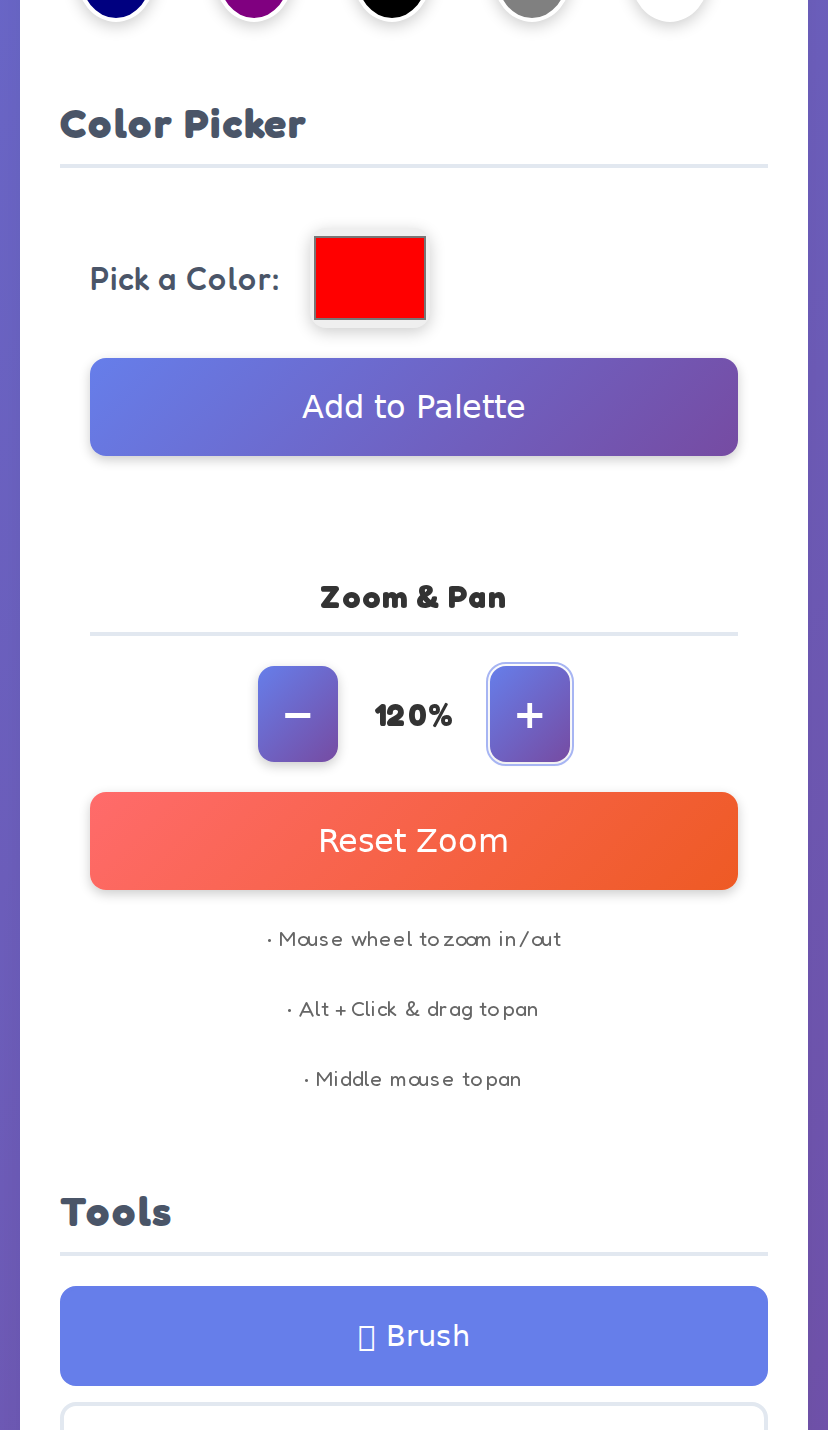 Color Picker
Pick a Color:
Add to Palette
Zoom & Pan
− 120% +
Reset Zoom
• Mouse wheel to zoom in/out
• Alt + Click & drag to pan
• Middle mouse to pan
Tools
Brush